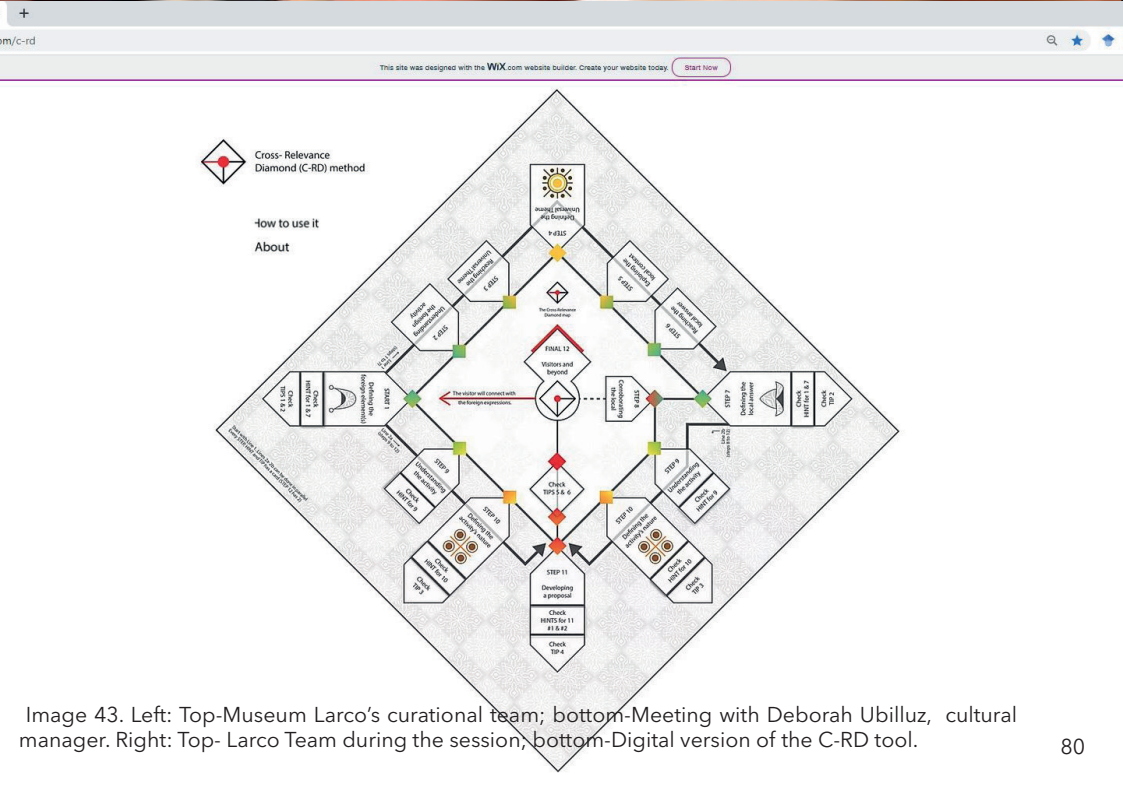 +
om/c-rd
This site was designed with the WiX.com website builder. Create your website today.
Start Now
Cross- Relevance
Diamond (C-RD) method
How to use it
About
STEP 4
Defining the
Universal Theme
STEP 3
Reaching the
Universal Theme
STEP 5
Exploring the
local context
STEP 2
Understanding
the foreign
activity
STEP 6
Reaching the
local answer
The Cross-Relevance
Diamond map
FINAL 12
Visitors and
beyond
START 1
Defining the
foreign element(s)
Check
HINT for 1 & 7
Check
TIPS 1 & 2
The visitor will connect with
the foreign expressions.
STEP 8
Corroborating
the local
STEP 7
Defining the
local answer
Check
HINT for 1 & 7
Check
TIP 2
STEP 9
Understanding
the activity
Check
HINT for 9
STEP 9
Understanding
the activity
Check
HINT for 9
Check
TIPS 5 & 6
STEP 10
Defining the
activity's nature
Check
HINT for 10
Check
TIP 3
STEP 10
Defining the
activity's nature
Check
HINT for 10
Check
TIP 3
STEP 11
Developing
a proposal
Check
HINTS for 11
#1 & #2
Check
TIP 4
Image 43. Left: Top-Museum Larco's curational team; bottom-Meeting with Deborah Ubilluz, cultural
manager. Right: Top- Larco Team during the session; bottom-Digital version of the C-RD tool.
80